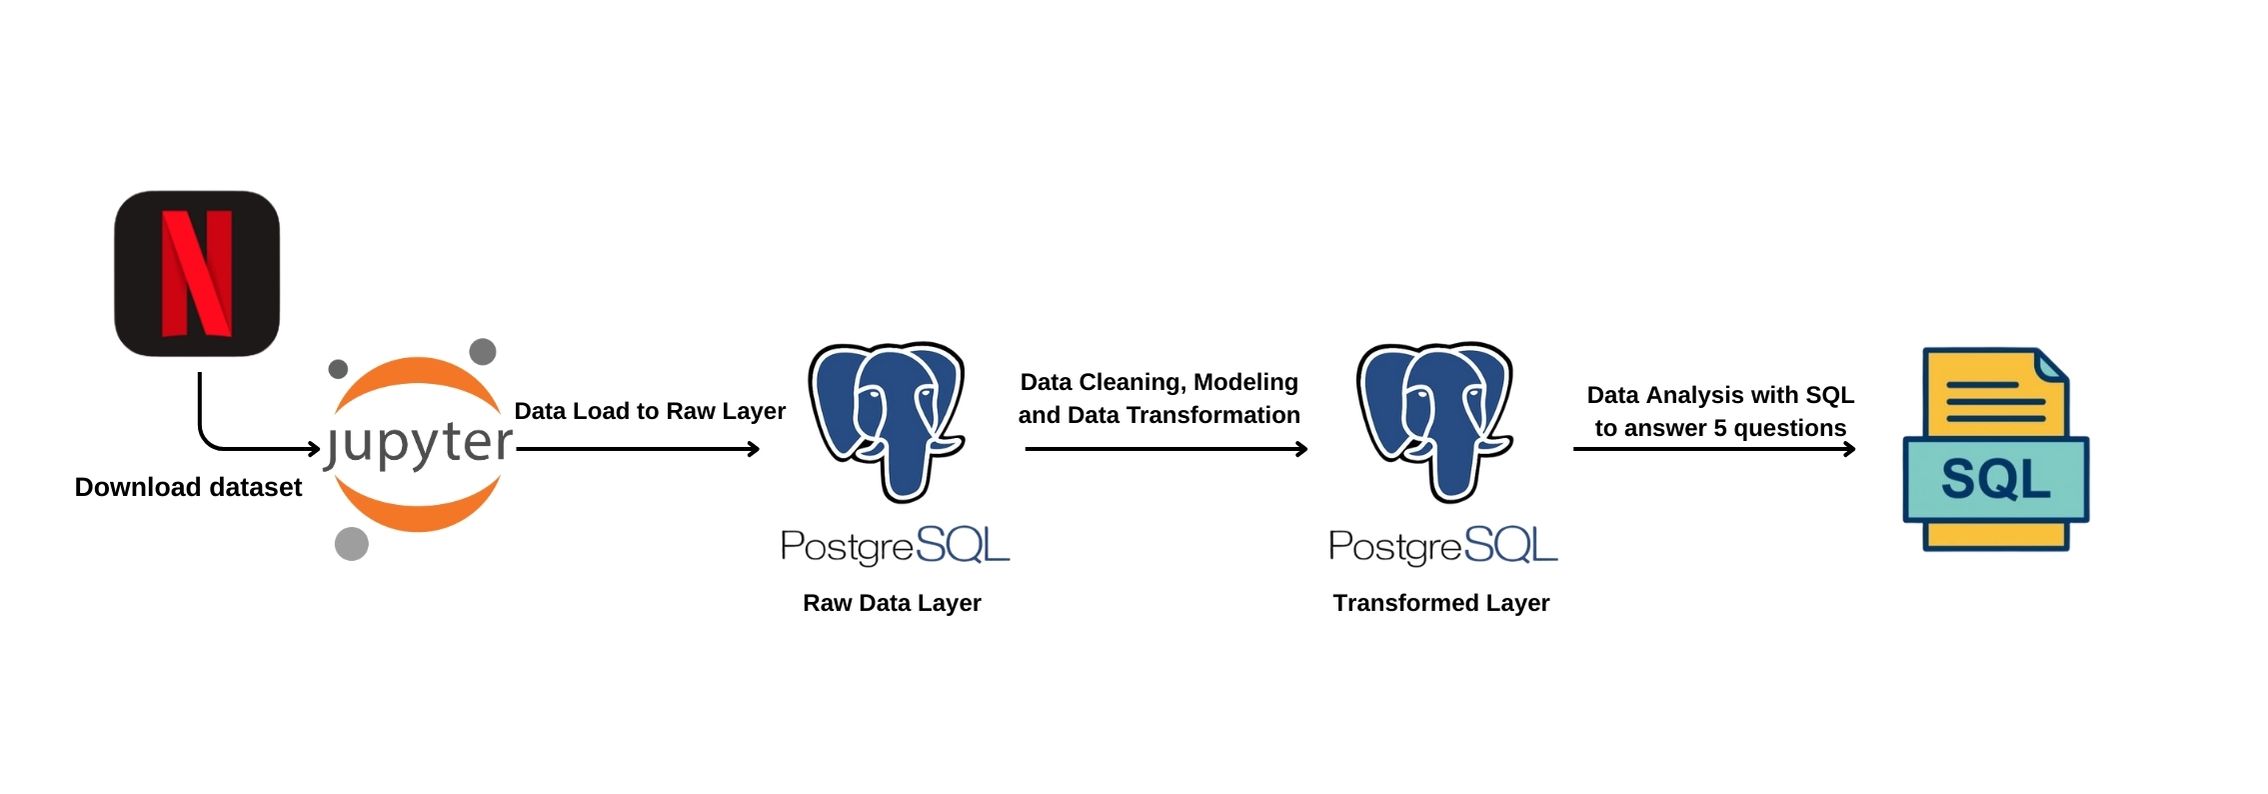 N
Download dataset
jupyter
Data Load to Raw Layer
PostgreSQL
Raw Data Layer
Data Cleaning, Modeling
and Data Transformation
PostgreSQL
Transformed Layer
Data Analysis with SQL
to answer 5 questions
SQL